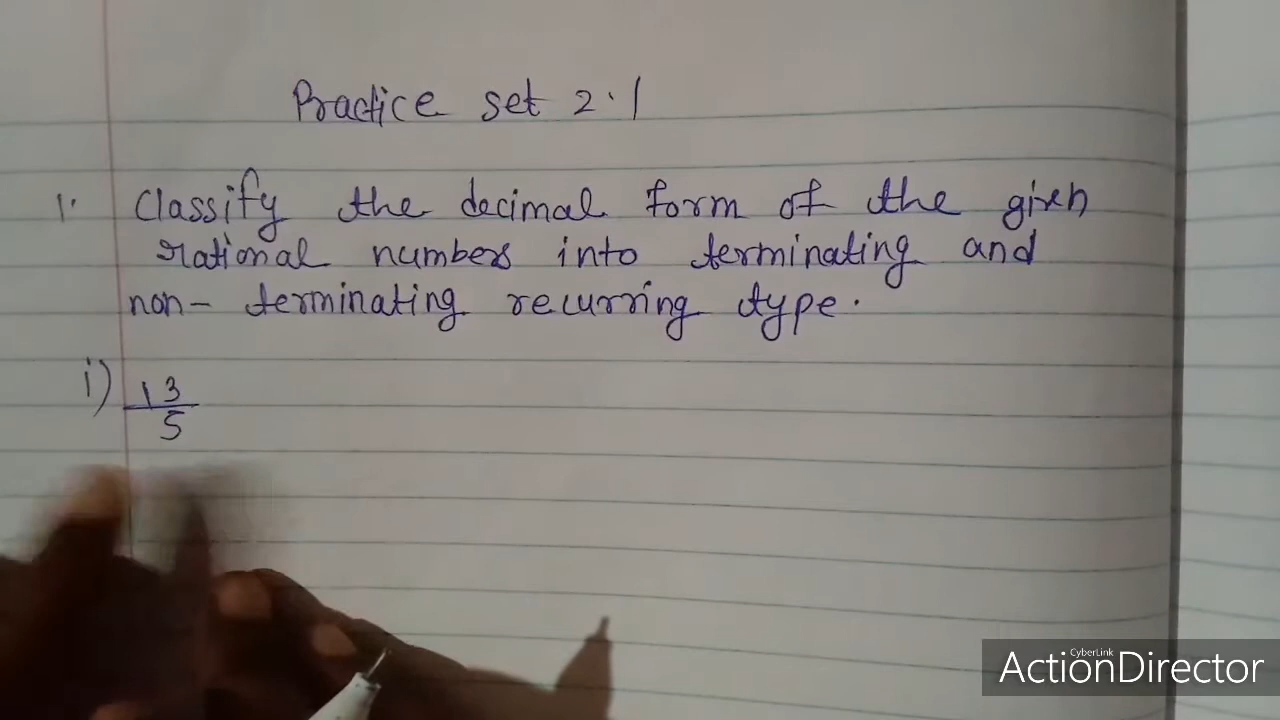 Practice set 2.1
1. Classify the decimal form of the given
rational numbers into terminating and
non- terminating recurring type.
i) 13
5
CyberLink
ActionDirector